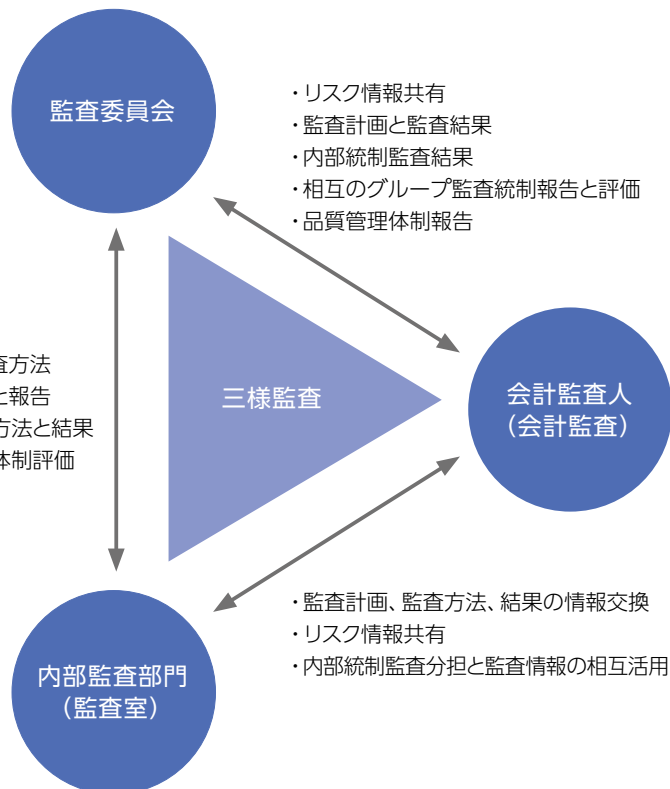 監査委員会
・リスク情報共有
・監査計画と監査結果
・内部統制監査結果
・相互のグループ監査統制報告と評価
・品質管理体制報告
査方法
と報告
方法と結果
体制評価
三様監査
会計監査人
（会計監査）
・監査計画、監査方法、結果の情報交換
・リスク情報共有
・内部統制監査分担と監査情報の相互活用
内部監査部門
（監査室）